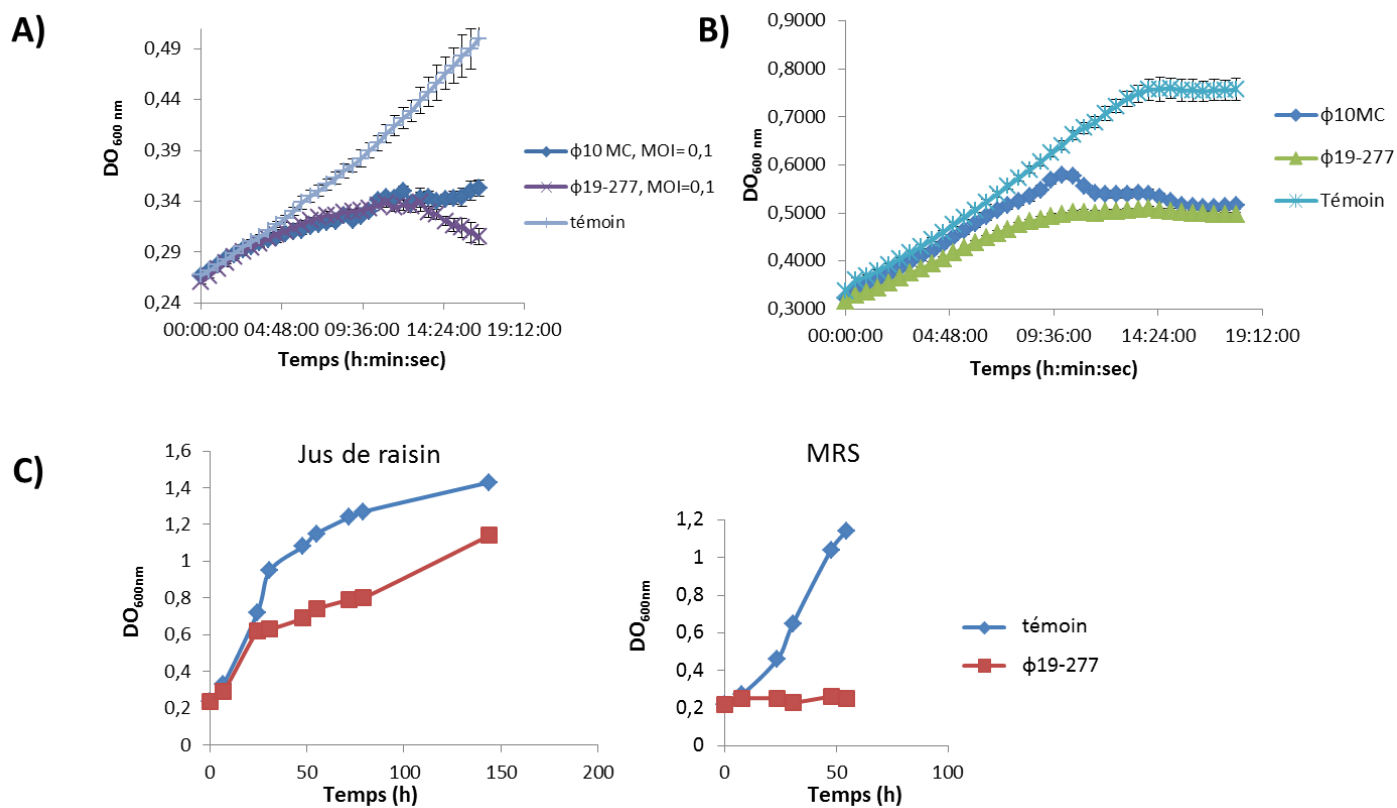 A)
DO600 nm
0,49
0,44
0,39
0,34
0,29
0,24
00:00:00 04:48:00 09:36:00 14:24:00 19:12:00
Temps (h:min:sec)
ϕ10 MC, MOI= 0,1
ϕ19-277, MOI=0,1
témoin
B)
DO600 nm
0,9000
0,8000
0,7000
0,6000
0,5000
0,4000
0,3000
00:00:00 04:48:00 09:36:00 14:24:00 19:12:00
Temps (h:min:sec)
ϕ10MC
ϕ19-277
Témoin
C)
Jus de raisin
DO600nm
1,6
1,4
1,2
1
0,8
0,6
0,4
0,2
0
0 50 100 150 200
Temps (h)
MRS
DO600nm
1,2
1
0,8
0,6
0,4
0,2
0
0 50 100
Temps (h)
témoin
ϕ19-277